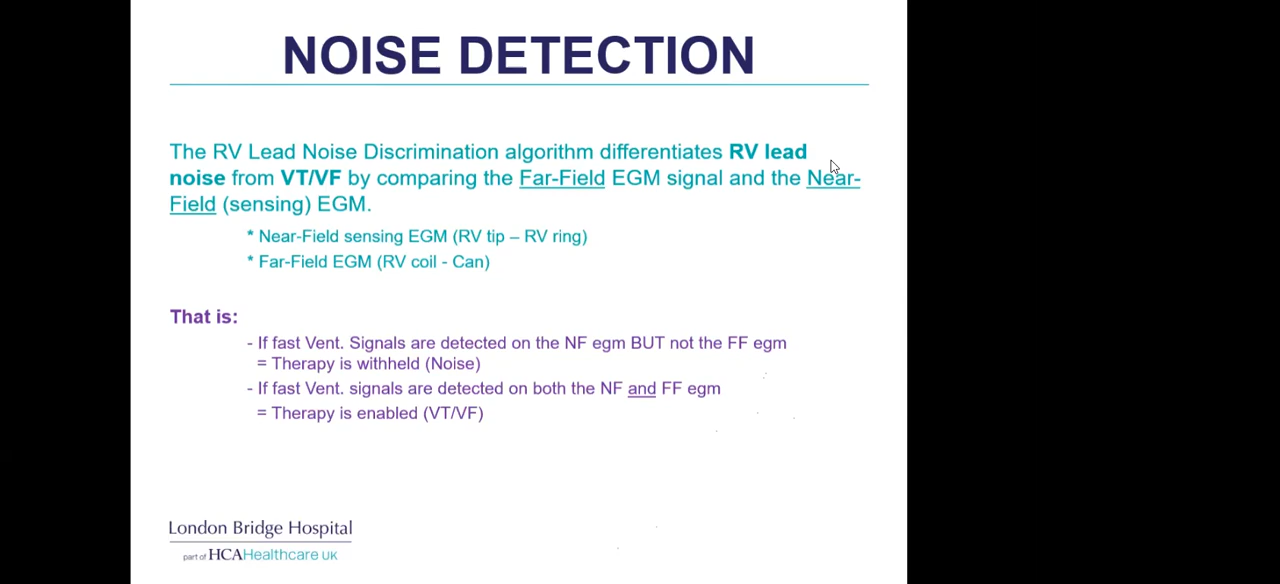 NOISE DETECTION
The RV Lead Noise Discrimination algorithm differentiates RV lead
noise from VT/VF by comparing the Far-Field EGM signal and the Near-
Field (sensing) EGM.
* Near-Field sensing EGM (RV tip – RV ring)
* Far-Field EGM (RV coil - Can)
That is:
- If fast Vent. Signals are detected on the NF egm BUT not the FF egm
= Therapy is withheld (Noise)
- If fast Vent. signals are detected on both the NF and FF egm
= Therapy is enabled (VT/VF)
London Bridge Hospital
part of HCAHealthcare UK